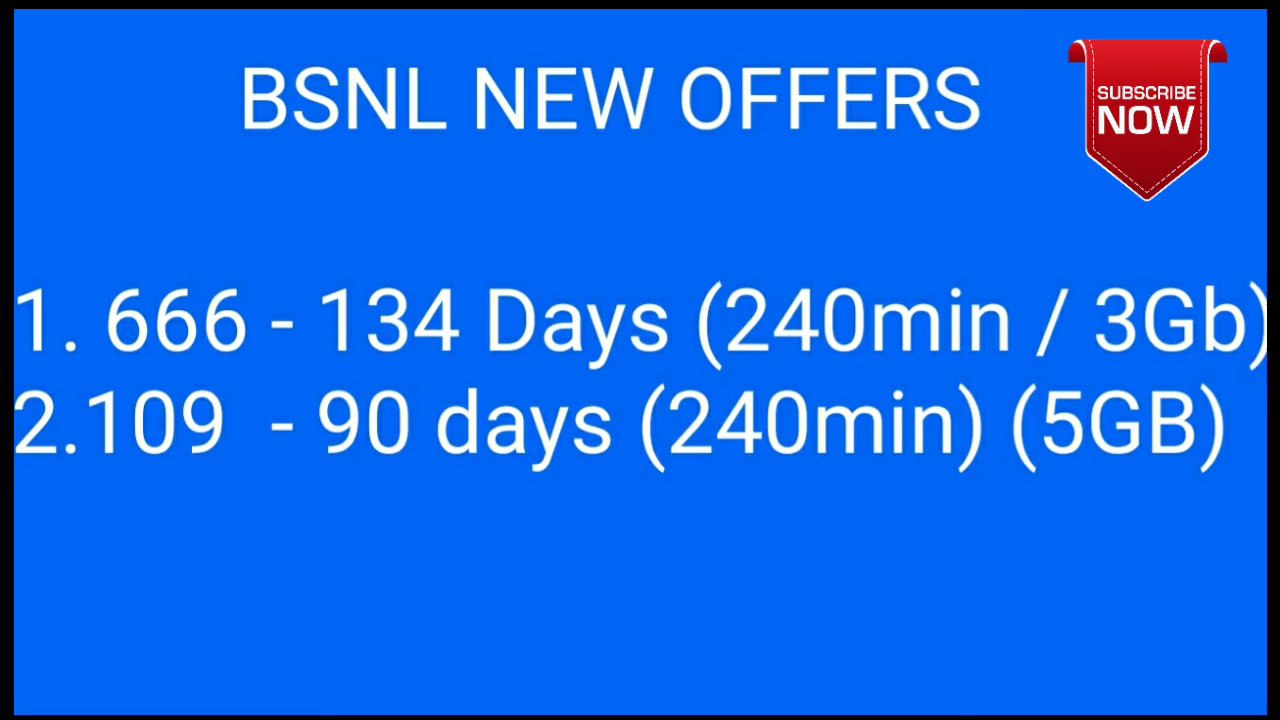 BSNL NEW OFFERS
SUBSCRIBE
NOW
1. 666 - 134 Days (240min / 3Gb)
2.109 - 90 days (240min) (5GB)